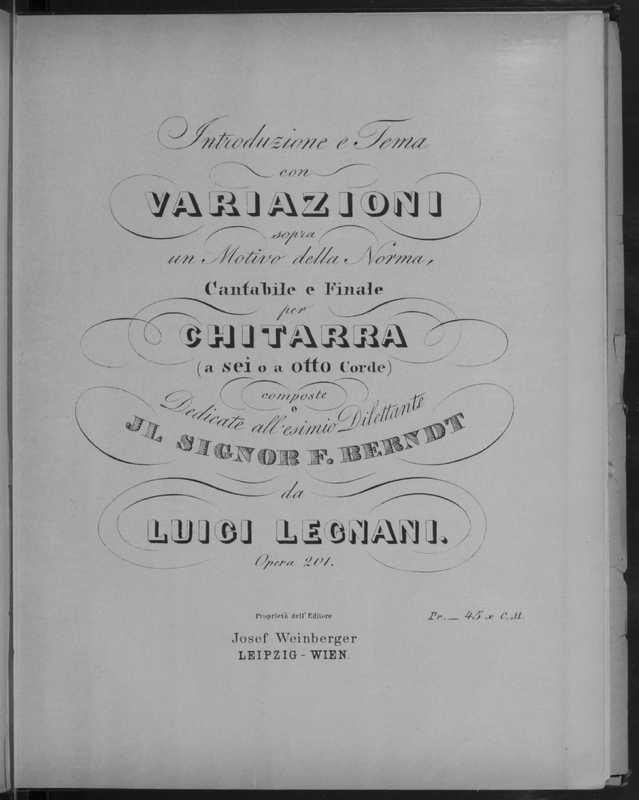 Introduzione e Tema
con
VARIAZIONI
sopra
un Motivo della Norma,
Cantabile e Finale
per
CHITARRA
(a sei o a otto Corde)
composte
e
Dedicate all'esimio Dilettante
JL SIGNOR F. BERNDT
da
LUIGI LEGNANI.
Opera 201.
Proprietà dell' Editore
Pr. _ 45 x C.M.
Josef Weinberger
LEIPZIG - WIEN.